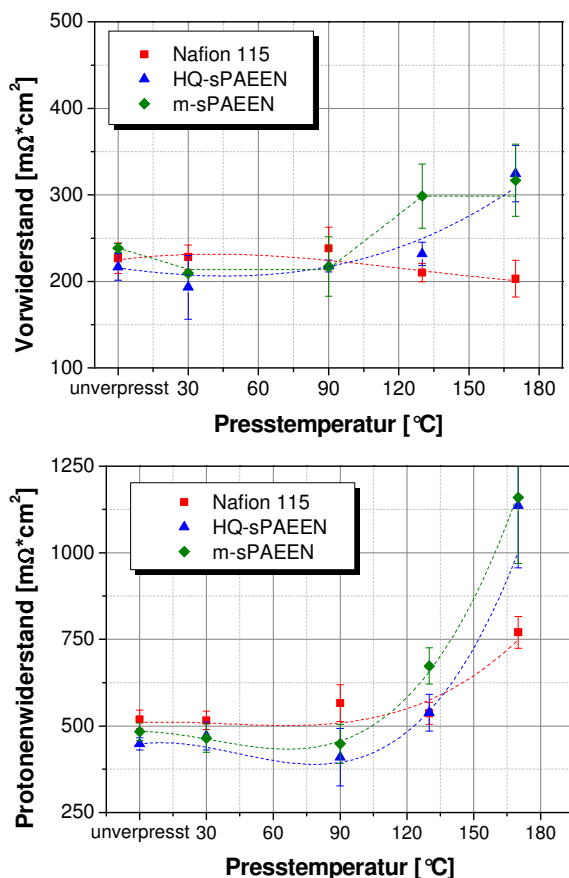 500
Nafion 115
HQ-sPAEEN
m-sPAEEN
400
300
200
100
Vorwiderstand [mΩ*cm²]
unverpresst 30 60 90 120 150 180
Presstemperatur [°C]
1250
Nafion 115
HQ-sPAEEN
m-sPAEEN
1000
750
500
250
Protonenwiderstand [mΩ*cm²]
unverpresst 30 60 90 120 150 180
Presstemperatur [°C]